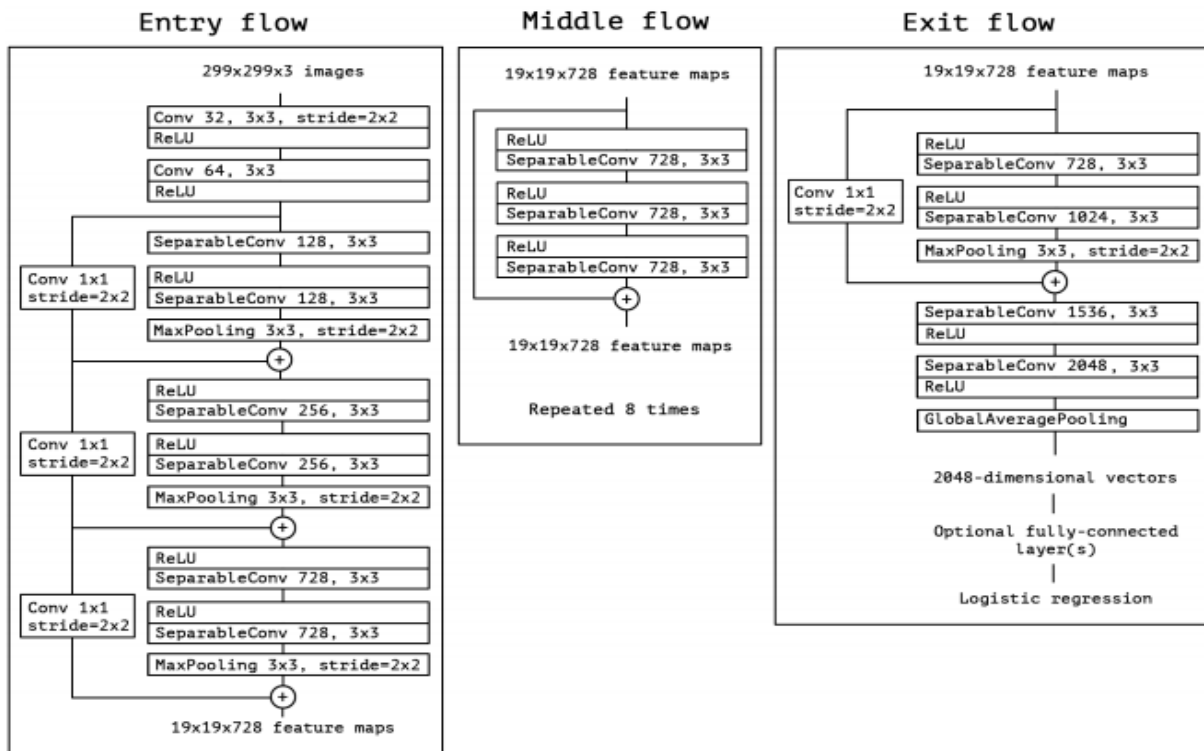 Entry flow
299x299x3 images
Conv 32, 3x3, stride=2x2
ReLU
Conv 64, 3x3
ReLU
SeparableConv 128, 3x3
Conv 1x1
stride=2x2
ReLU
SeparableConv 128, 3x3
MaxPooling 3x3, stride=2x2
+
ReLU
SeparableConv 256, 3x3
Conv 1x1
stride=2x2
ReLU
SeparableConv 256, 3x3
MaxPooling 3x3, stride=2x2
+
ReLU
SeparableConv 728, 3x3
Conv 1x1
stride=2x2
ReLU
SeparableConv 728, 3x3
MaxPooling 3x3, stride=2x2
+
19x19x728 feature maps
Middle flow
19x19x728 feature maps
ReLU
SeparableConv 728, 3x3
ReLU
SeparableConv 728, 3x3
ReLU
SeparableConv 728, 3x3
+
19x19x728 feature maps
Repeated 8 times
Exit flow
19x19x728 feature maps
ReLU
SeparableConv 728, 3x3
Conv 1x1
stride=2x2
ReLU
SeparableConv 1024, 3x3
MaxPooling 3x3, stride=2x2
+
SeparableConv 1536, 3x3
ReLU
SeparableConv 2048, 3x3
ReLU
GlobalAveragePooling
2048-dimensional vectors
Optional fully-connected
layer(s)
Logistic regression